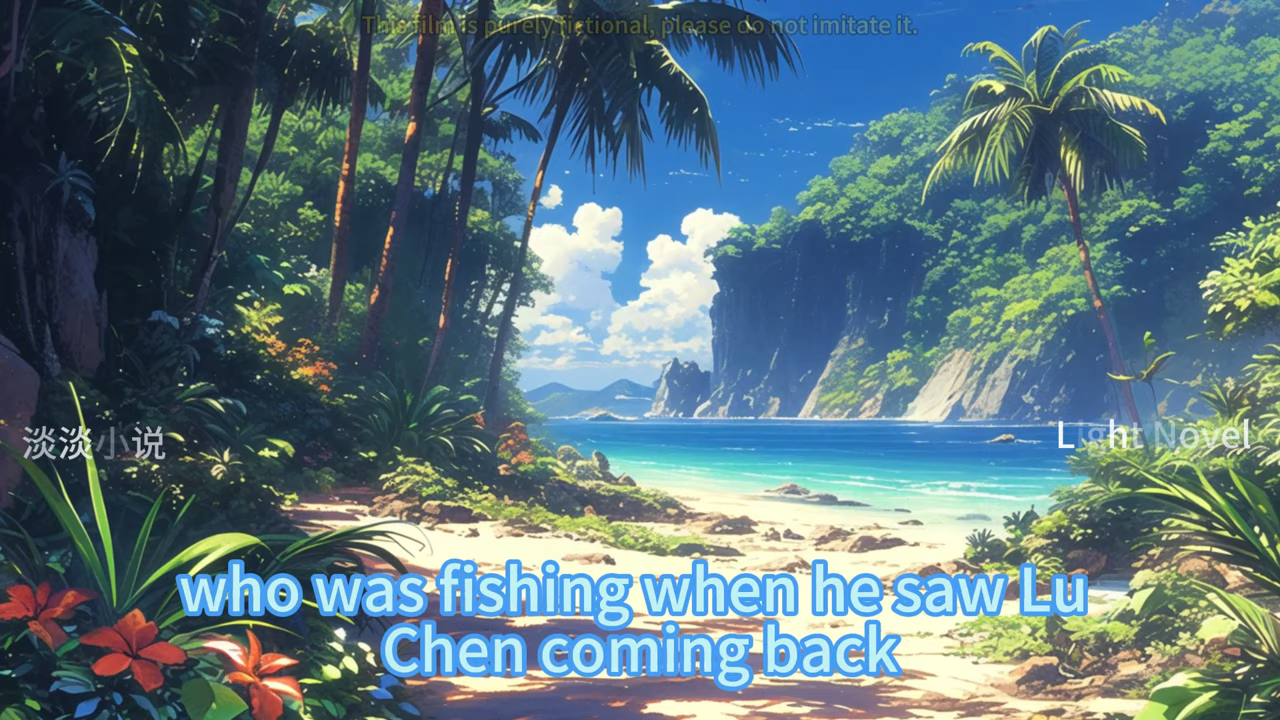 This film is purely fictional, please do not imitate it.
淡淡小说
Light Novel
who was fishing when he saw Lu
Chen coming back